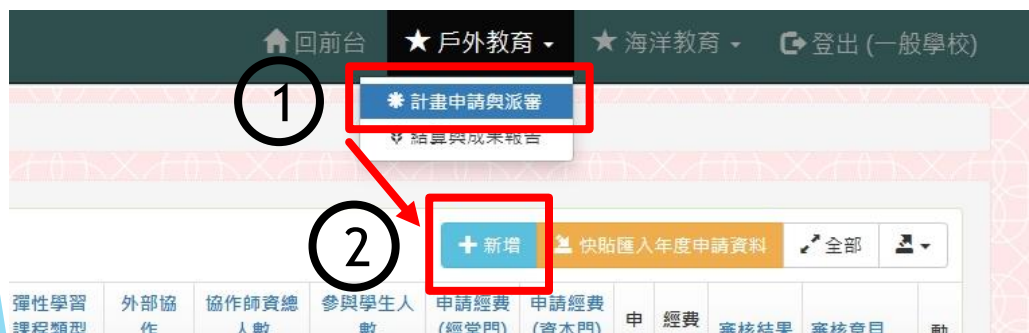 回前台 ★ 戶外教育 ★ 海洋教育 登出 (一般學校)
1
計畫申請與派審
結算與成果報告
2
新增 快貼匯入年度申請資料 全部
彈性學習 外部協 協作師資總 參與學生人 申請經費 申請經費 申 經費 審核結果 審核意見 動
課程類型 作 人數 數 (經常門) (資本門)